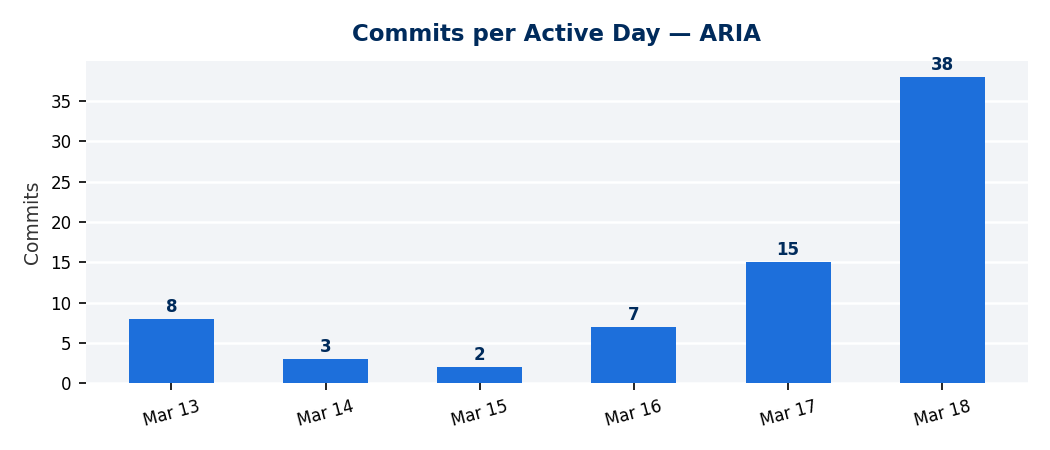 Commits per Active Day — ARIA
38
35
30
25
20
15
15
10
8
7
5
3
2
0
Commits
Mar 13
Mar 14
Mar 15
Mar 16
Mar 17
Mar 18